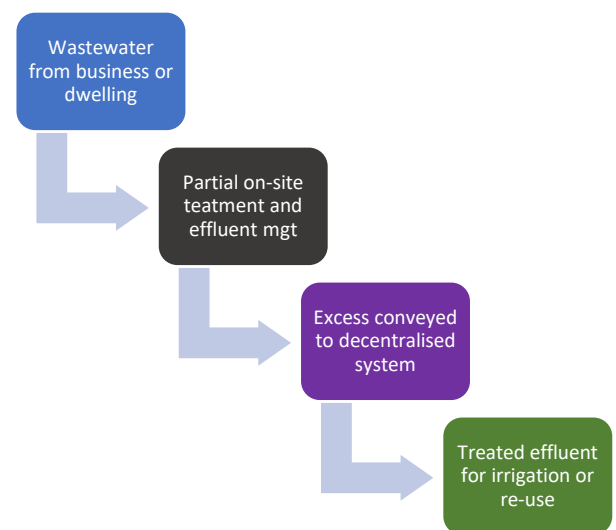 Wastewater
from business or
dwelling
Partial on-site
teatment and
effluent mgt
Excess conveyed
to decentralised
system
Treated effluent
for irrigation or
re-use